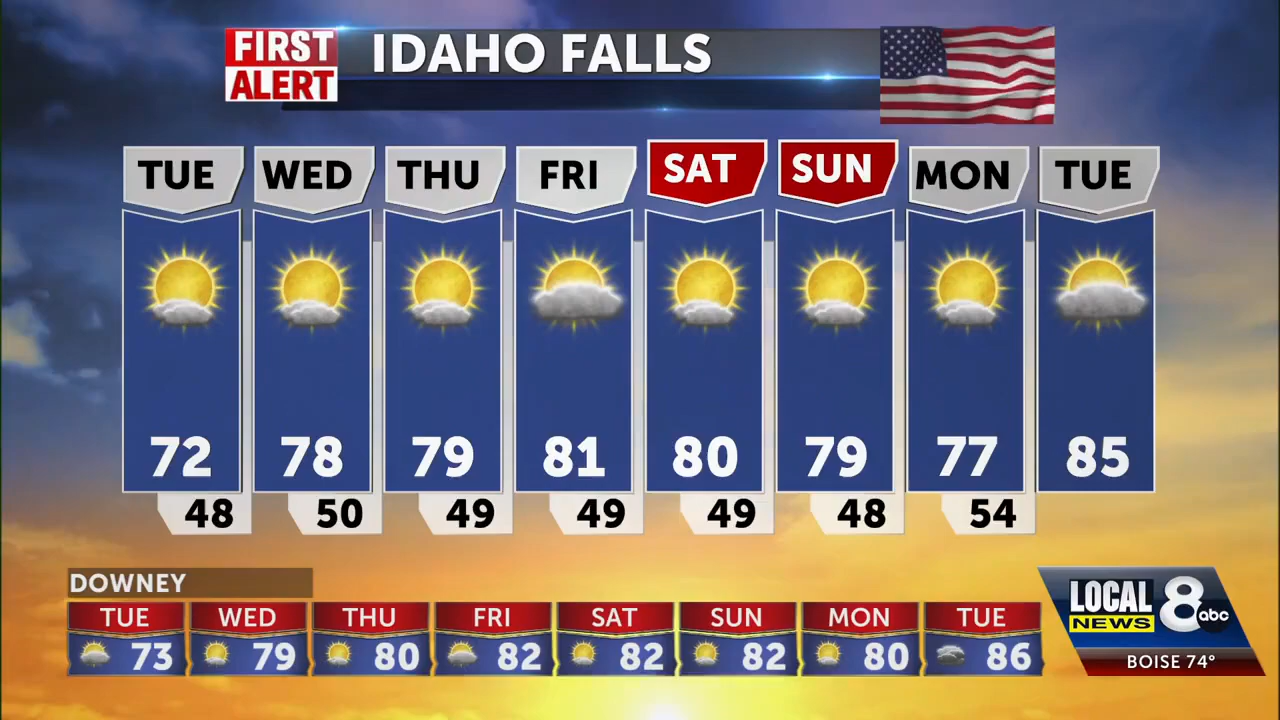 FIRST ALERT
IDAHO FALLS
TUE WED THU FRI SAT SUN MON TUE
72 78 79 81 80 79 77 85
48 50 49 49 49 48 54
DOWNEY
TUE WED THU FRI SAT SUN MON TUE
73 79 80 82 82 82 80 86
LOCAL NEWS 8 abc
BOISE 74°